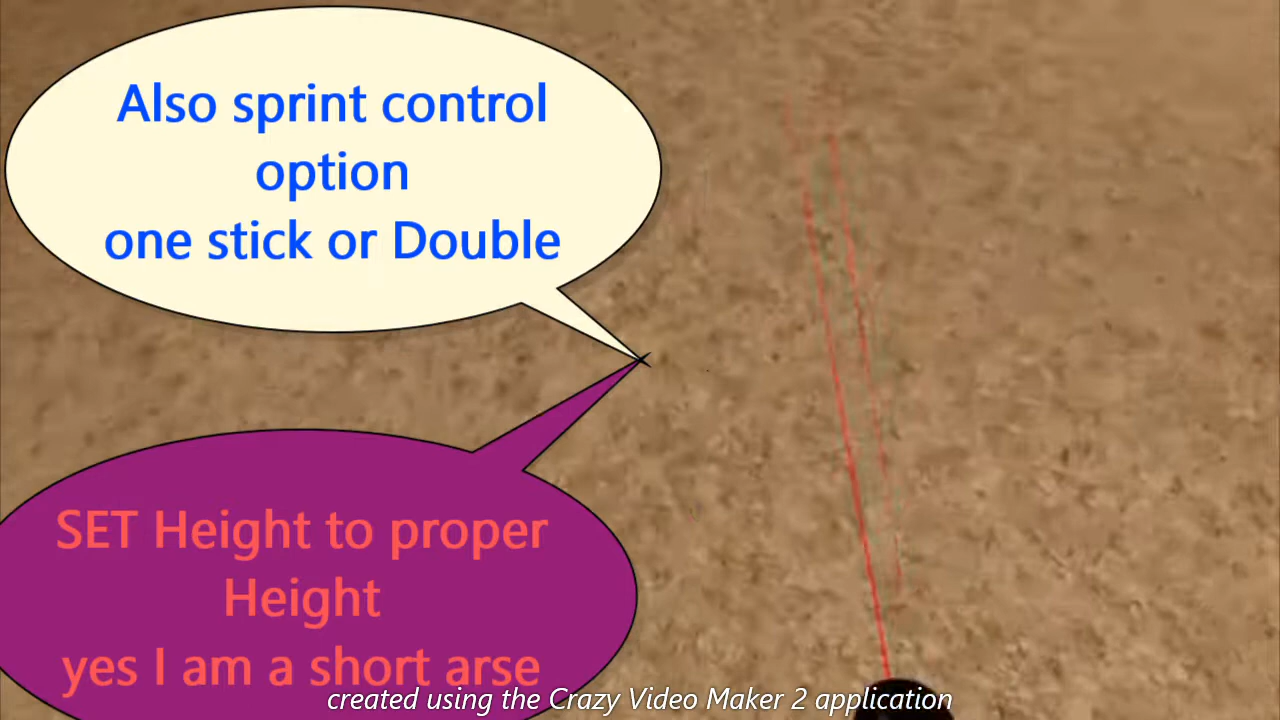 Also sprint control
option
one stick or Double
SET Height to proper
Height
yes I am a short arse
created using the Crazy Video Maker 2 application